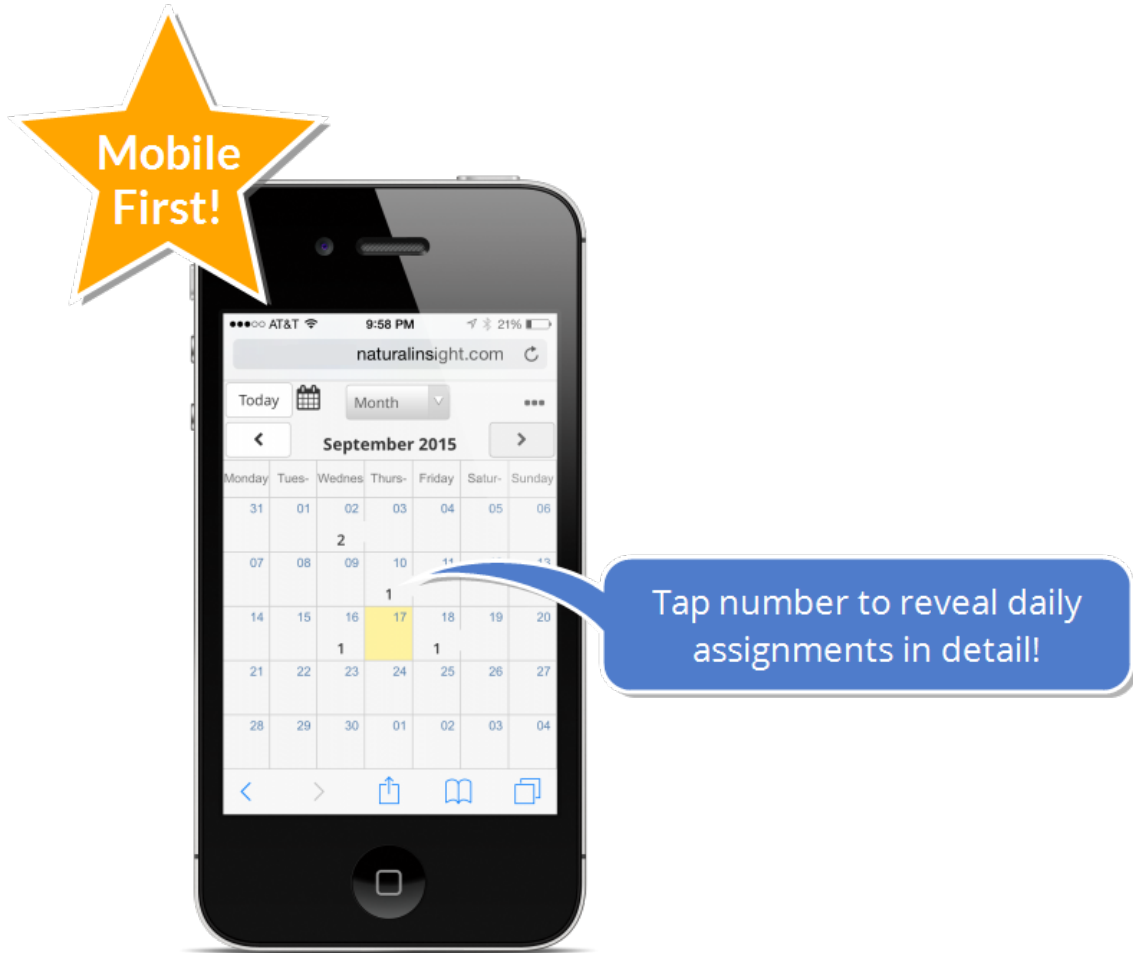 Mobile
First!
AT&T 9:58 PM 21%
naturalinsight.com
Today Month
September 2015
Monday Tues- Wednes Thurs- Friday Satur- Sunday
31 01 02 03 04 05 06
2
07 08 09 10 13
1
14 15 16 17 18 19 20
1 1
21 22 23 24 25 26 27
28 29 30 01 02 03 04
Tap number to reveal daily
assignments in detail!